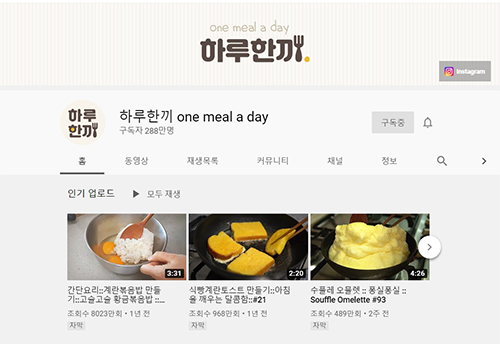 one meal a day
하루한끼.
Instagram
하루
한끼
하루한끼 one meal a day
구독자 288만명
구독중
홈 동영상 재생목록 커뮤니티 채널 정보
인기 업로드 모두 재생
3:31 2:20 4:26
간단요리::계란볶음밥 만들
기::고슬고슬 황금볶음밥 ::...
조회수 8023만회 • 1년 전
자막
식빵계란토스트 만들기::아침
을 깨우는 달콤함::#21
조회수 968만회 • 1년 전
자막
수플레 오믈렛 :: 퐁실퐁실 ::
Souffle Omelette #93
조회수 489만회 • 2주 전
자막